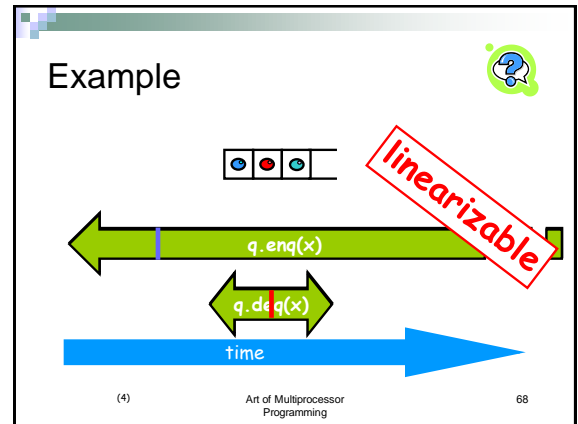 Example
linearizable
q.enq(x)
q.deq(x)
time
(4)
Art of Multiprocessor
Programming
68